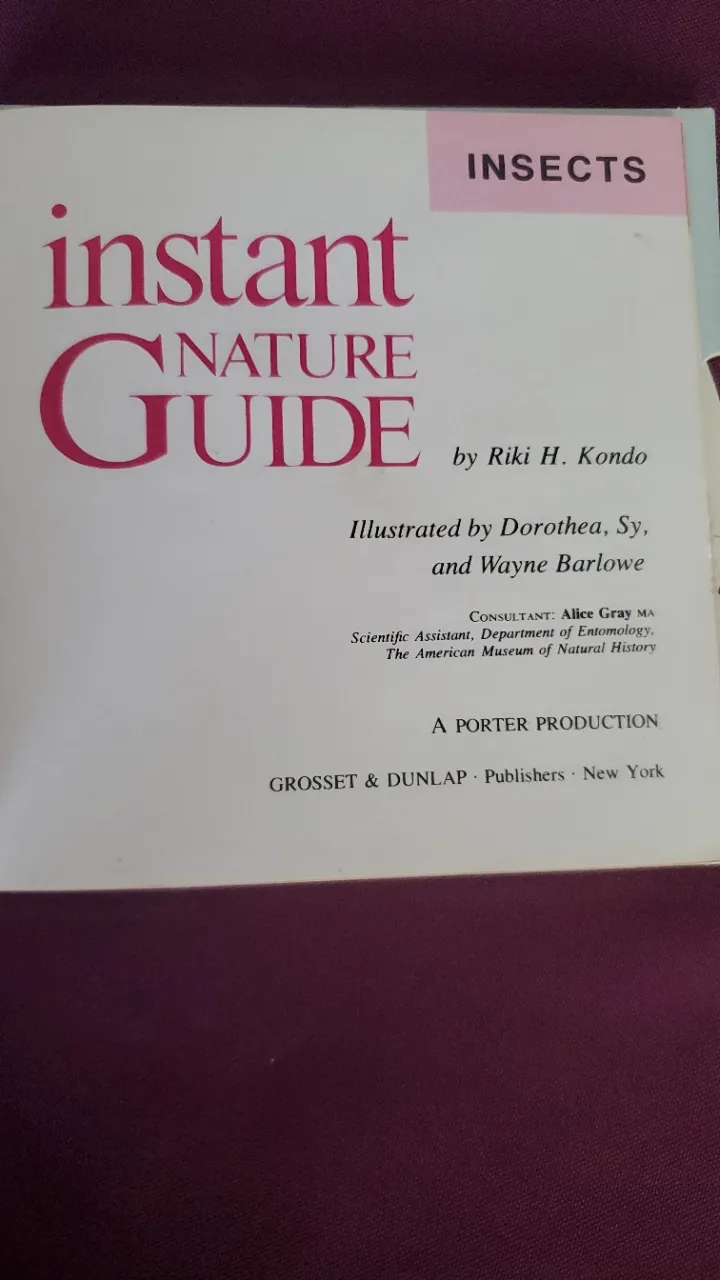 INSECTS
instant
NATURE
GUIDE
by Riki H. Kondo
Illustrated by Dorothea, Sy,
and Wayne Barlowe
CONSULTANT: Alice Gray MA
Scientific Assistant, Department of Entomology,
The American Museum of Natural History
A PORTER PRODUCTION
GROSSET & DUNLAP · Publishers · New York